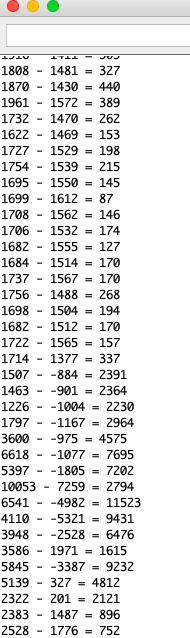 1808 - 1481 = 327
1870 - 1430 = 440
1961 - 1572 = 389
1732 - 1470 = 262
1622 - 1469 = 153
1727 - 1529 = 198
1754 - 1539 = 215
1695 - 1550 = 145
1699 - 1612 = 87
1708 - 1562 = 146
1706 - 1532 = 174
1682 - 1555 = 127
1684 - 1514 = 170
1737 - 1567 = 170
1756 - 1488 = 268
1698 - 1504 = 194
1682 - 1512 = 170
1722 - 1565 = 157
1714 - 1377 = 337
1507 - -884 = 2391
1463 - -901 = 2364
1226 - -1004 = 2230
1797 - -1167 = 2964
3600 - -975 = 4575
6618 - -1077 = 7695
5397 - -1805 = 7202
10053 - 7259 = 2794
6541 - -4982 = 11523
4110 - -5321 = 9431
3948 - -2528 = 6476
3586 - 1971 = 1615
5845 - -3387 = 9232
5139 - 327 = 4812
2322 - 201 = 2121
2383 - 1487 = 896
2528 - 1776 = 752